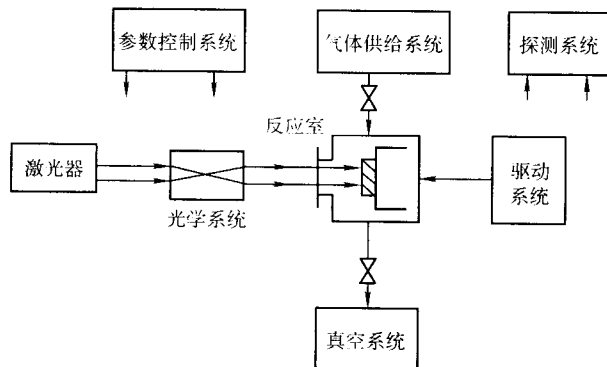 参数控制系统
气体供给系统
探测系统
反应室
激光器
光学系统
驱动
系统
真空系统